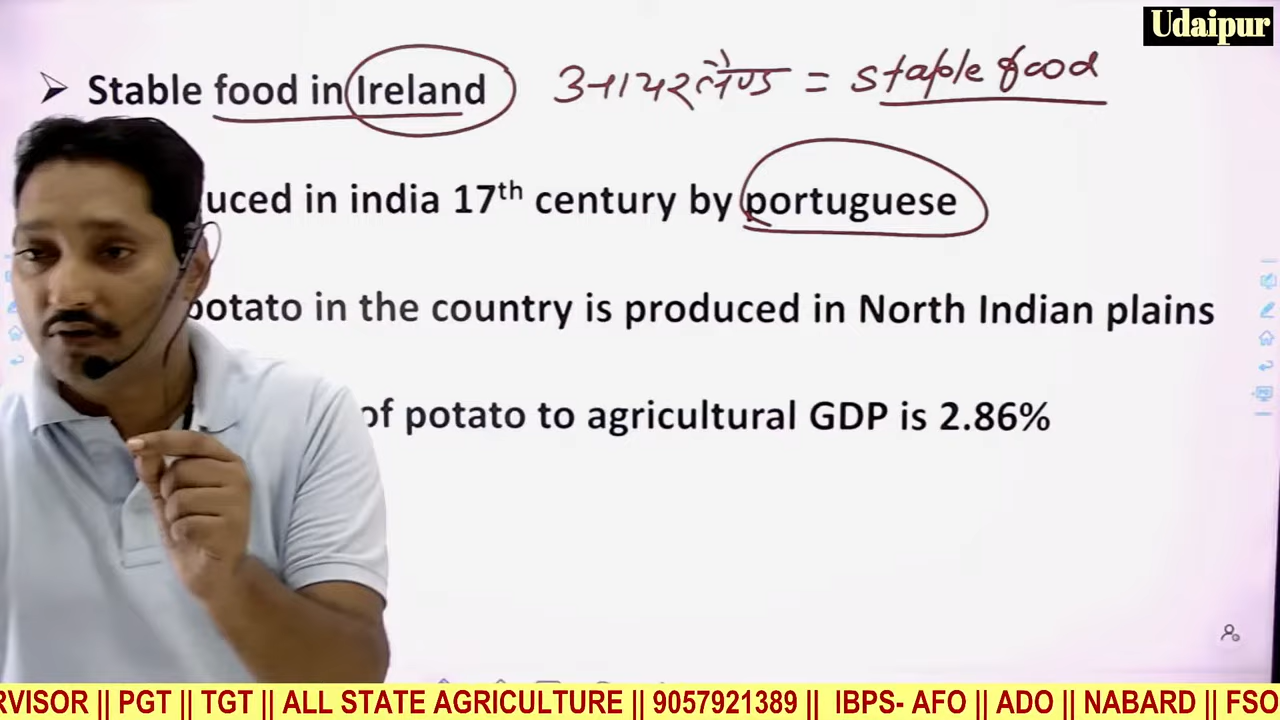 Udaipur
Stable food in Ireland आयरलैण्ड = staple food
uced in india 17th century by portuguese
potato in the country is produced in North Indian plains
of potato to agricultural GDP is 2.86%
RVISOR || PGT || TGT || ALL STATE AGRICULTURE || 9057921389 || IBPS- AFO || ADO || NABARD || FSO